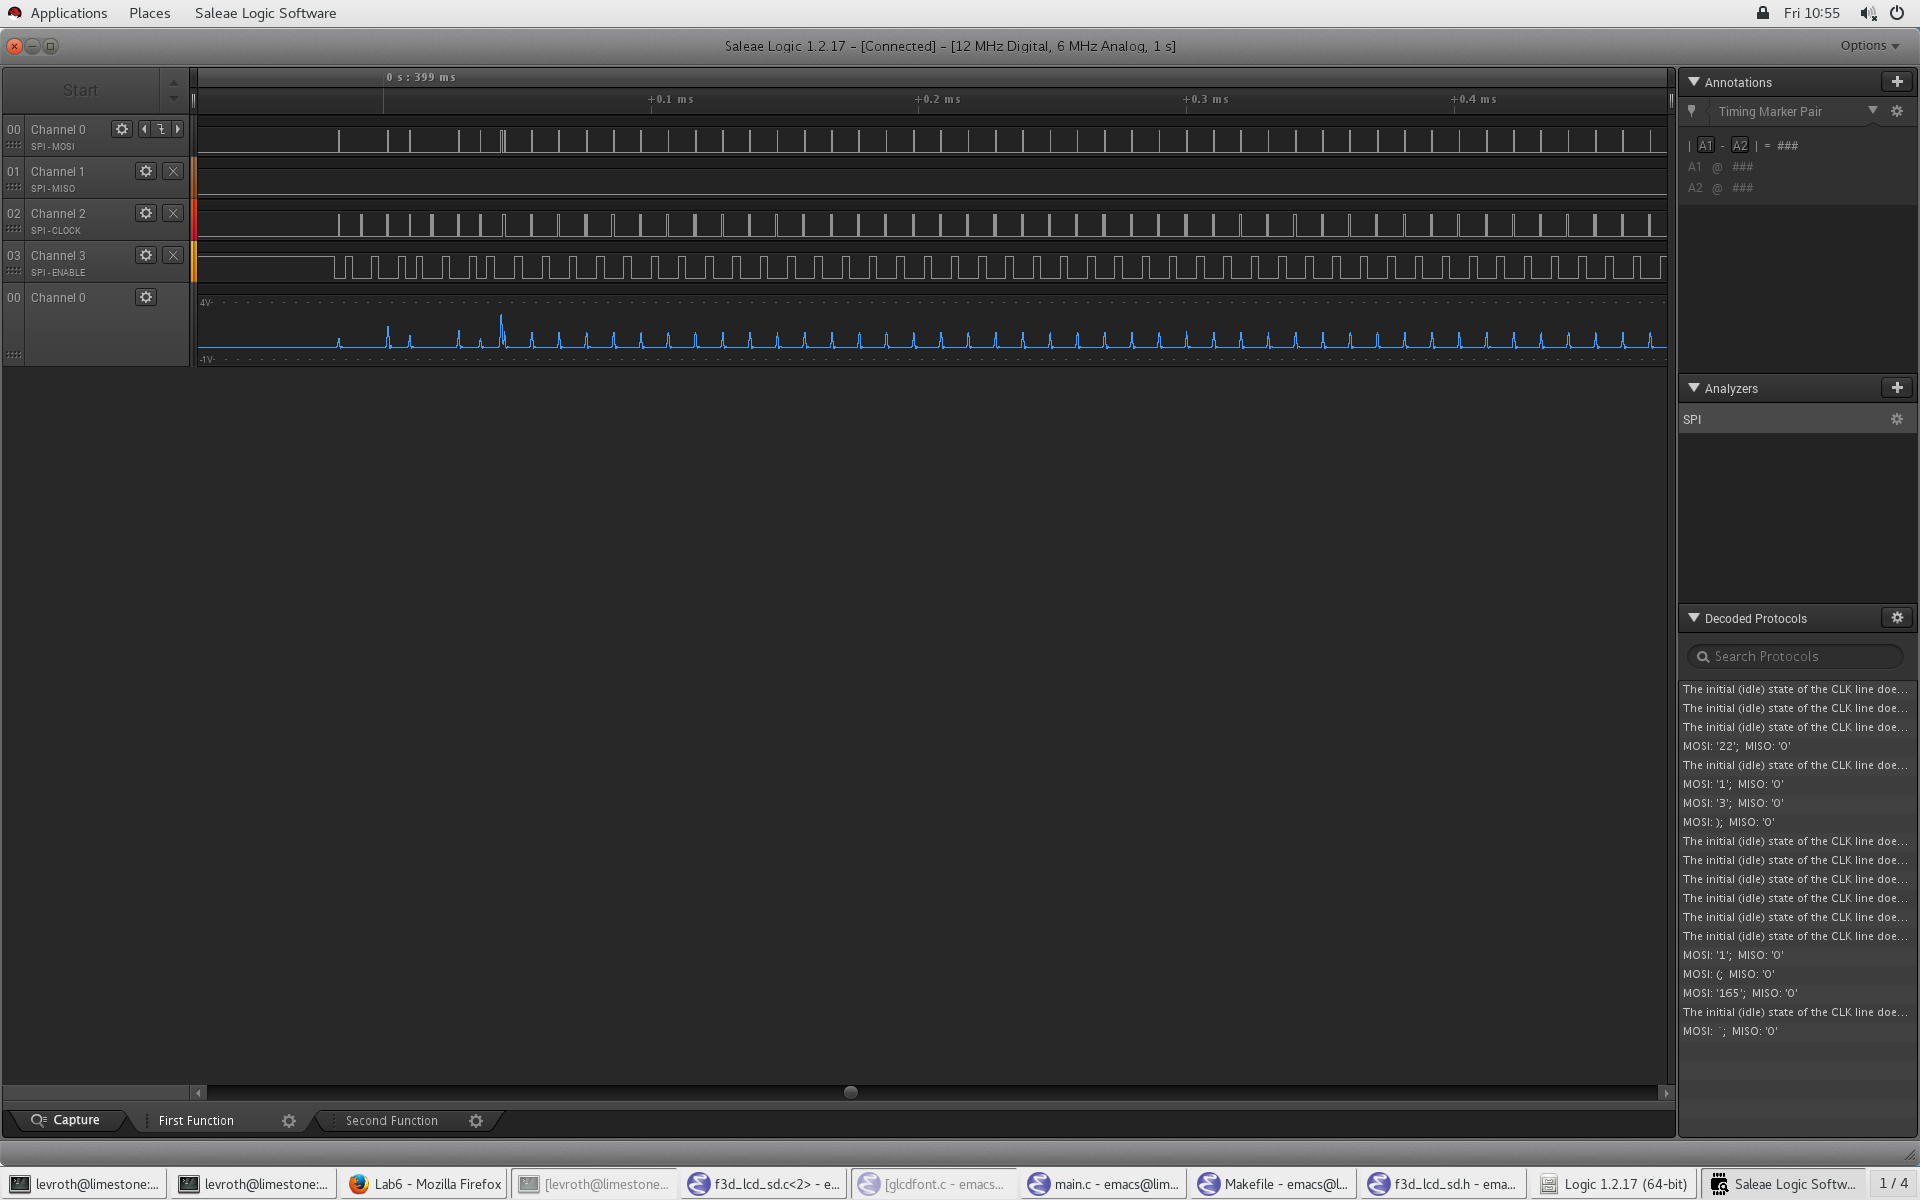 Applications Places Saleae Logic Software Fri 10:55
Saleae Logic 1.2.17 - [Connected] - [12 MHz Digital, 6 MHz Analog, 1 s] Options
Start
0 s : 399 ms
+0.1 ms +0.2 ms +0.3 ms +0.4 ms
00 Channel 0
SPI - MOSI
01 Channel 1
SPI - MISO
02 Channel 2
SPI - CLOCK
03 Channel 3
SPI - ENABLE
00 Channel 0
4V
-1V
Annotations
Timing Marker Pair
| A1 - A2 | = ###
A1 @ ###
A2 @ ###
Analyzers
SPI
Decoded Protocols
Search Protocols
The initial (idle) state of the CLK line doe...
The initial (idle) state of the CLK line doe...
The initial (idle) state of the CLK line doe...
MOSI: '22'; MISO: '0'
The initial (idle) state of the CLK line doe...
MOSI: '1'; MISO: '0'
MOSI: '3'; MISO: '0'
MOSI: ); MISO: '0'
The initial (idle) state of the CLK line doe...
The initial (idle) state of the CLK line doe...
The initial (idle) state of the CLK line doe...
The initial (idle) state of the CLK line doe...
The initial (idle) state of the CLK line doe...
The initial (idle) state of the CLK line doe...
MOSI: '1'; MISO: '0'
MOSI: (; MISO: '0'
MOSI: '165'; MISO: '0'
The initial (idle) state of the CLK line doe...
MOSI: `; MISO: '0'
Capture First Function Second Function
levroth@limestone:... levroth@limestone:... Lab6 - Mozilla Firefox [levroth@limestone... f3d_lcd_sd.c<2> - e... [glcdfont.c - emacs... main.c - emacs@lim... Makefile - emacs@l... f3d_lcd_sd.h - ema... Logic 1.2.17 (64-bit) Saleae Logic Softw... 1 / 4